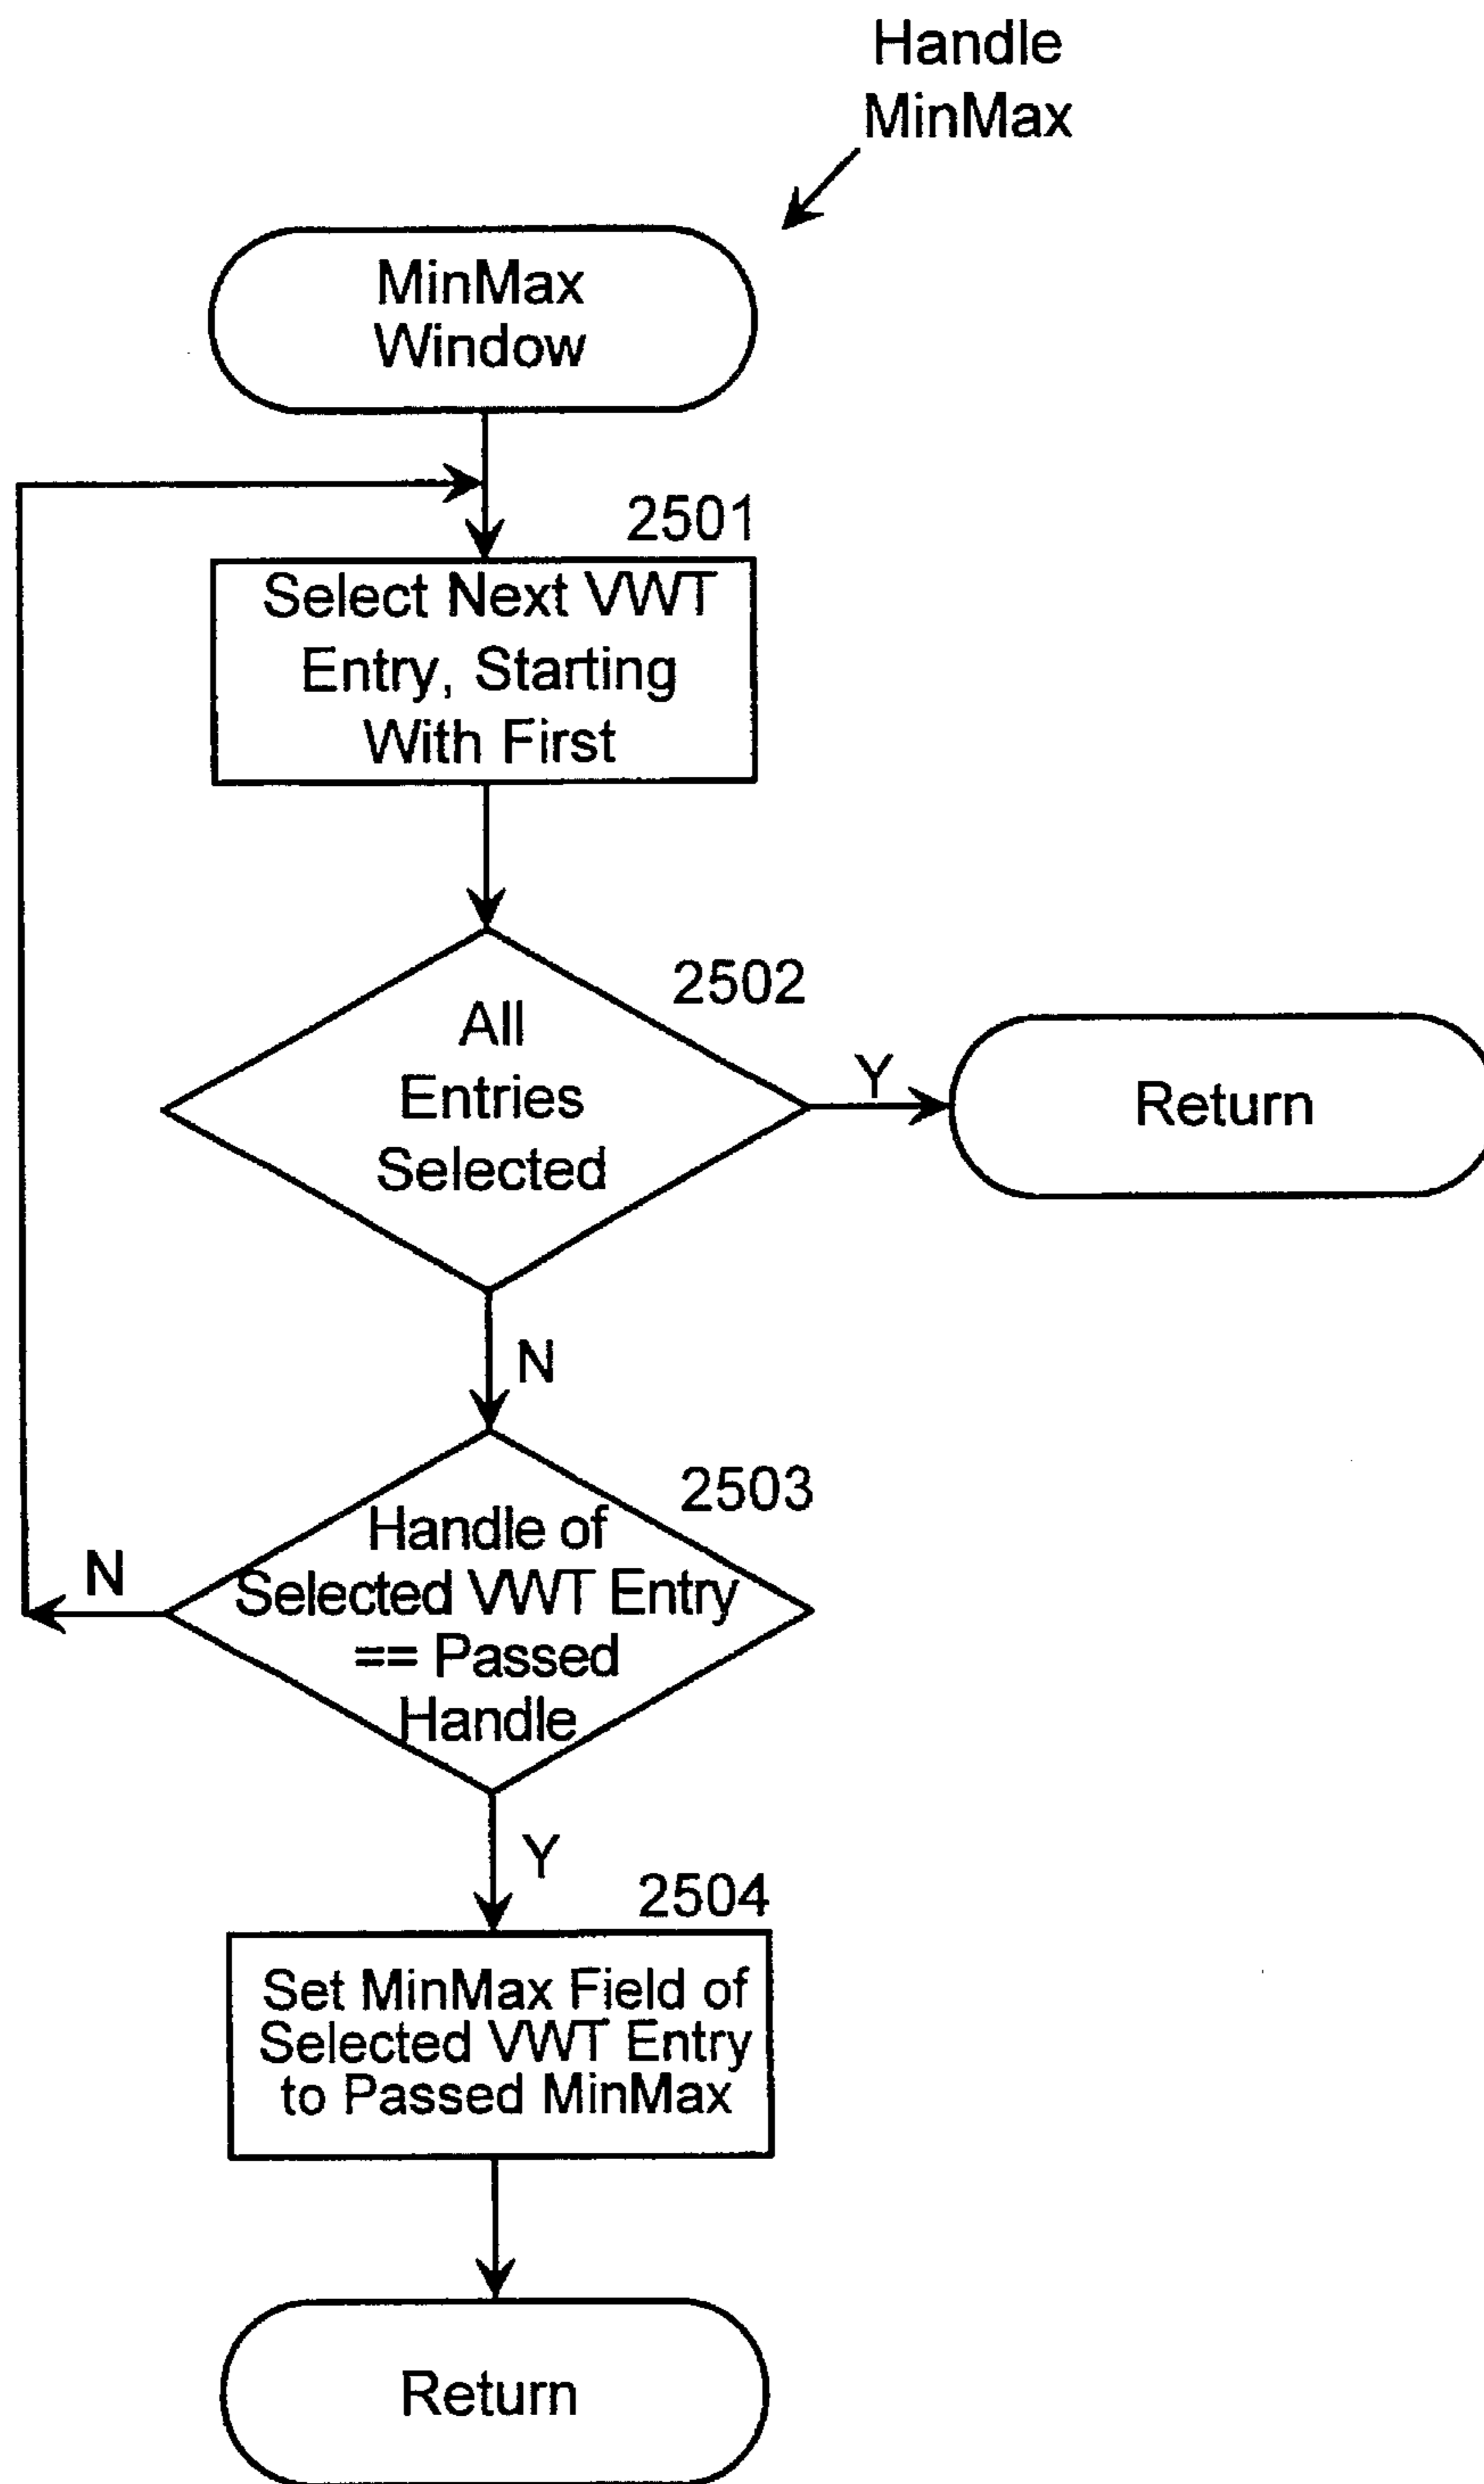 Handle
MinMax
MinMax
Window
2501
Select Next VWT
Entry, Starting
With First
2502
All
Entries
Selected
Y
Return
N
2503
Handle of
Selected VWT Entry
== Passed
Handle
N
Y
2504
Set MinMax Field of
Selected VWT Entry
to Passed MinMax
Return